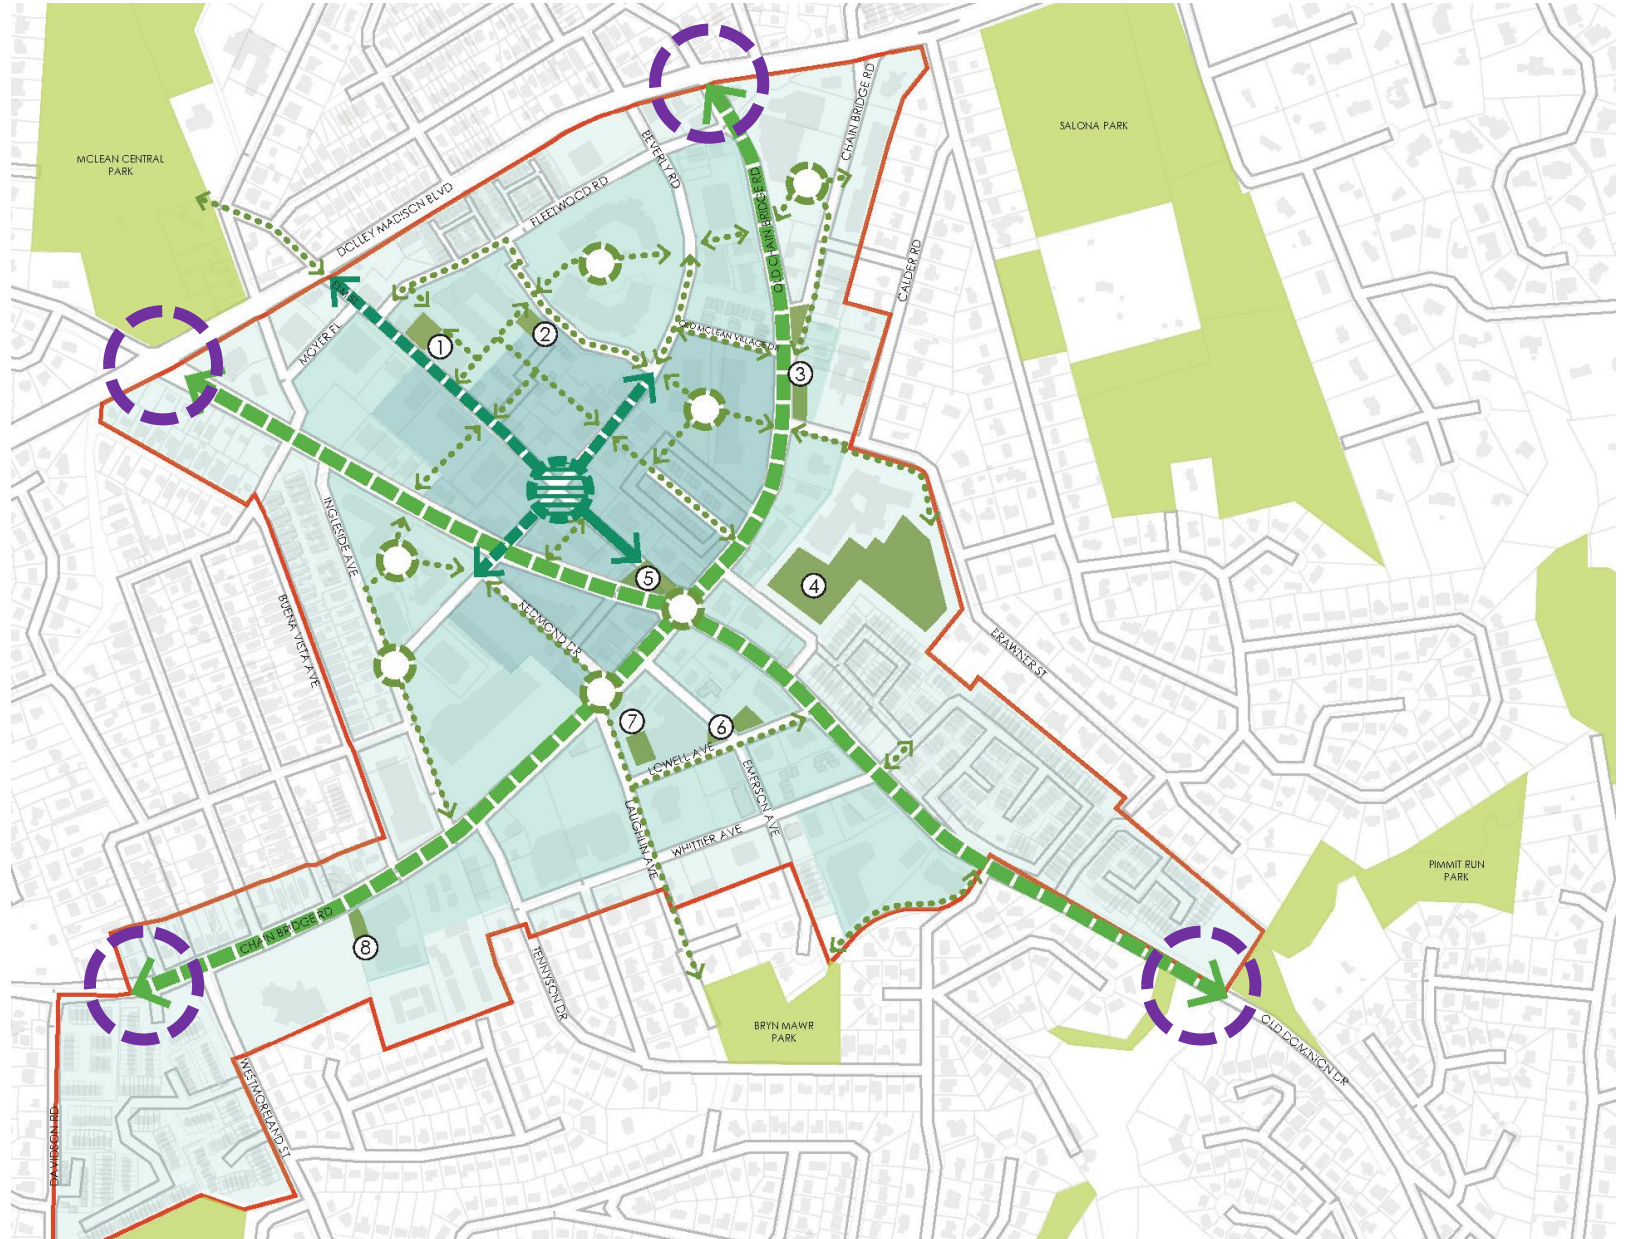 SALONA PARK
MCLEAN CENTRAL
PARK
CHAIN BRIDGE RD
BEVERLY RD
DOLLEY MADISON BLVD
FLEETWOOD RD
OLD CHAIN BRIDGE RD
CALDER RD
ELM ST
MOYER PL
OLD MCLEAN VILLAGE DR
1
2
3
INGLESIDE AVE
BUENA VISTA AVE
REDMOND DR
4
5
BRAWNER ST
6
7
LOWELL AVE
EMERSON AVE
LAUGHLIN AVE
WHITTIER AVE
PIMMIT RUN
PARK
CHAIN BRIDGE RD
8
TENNYSON DR
BRYN MAWR
PARK
OLD DOMINION DR
WESTMORELAND ST
DAVIDSON RD